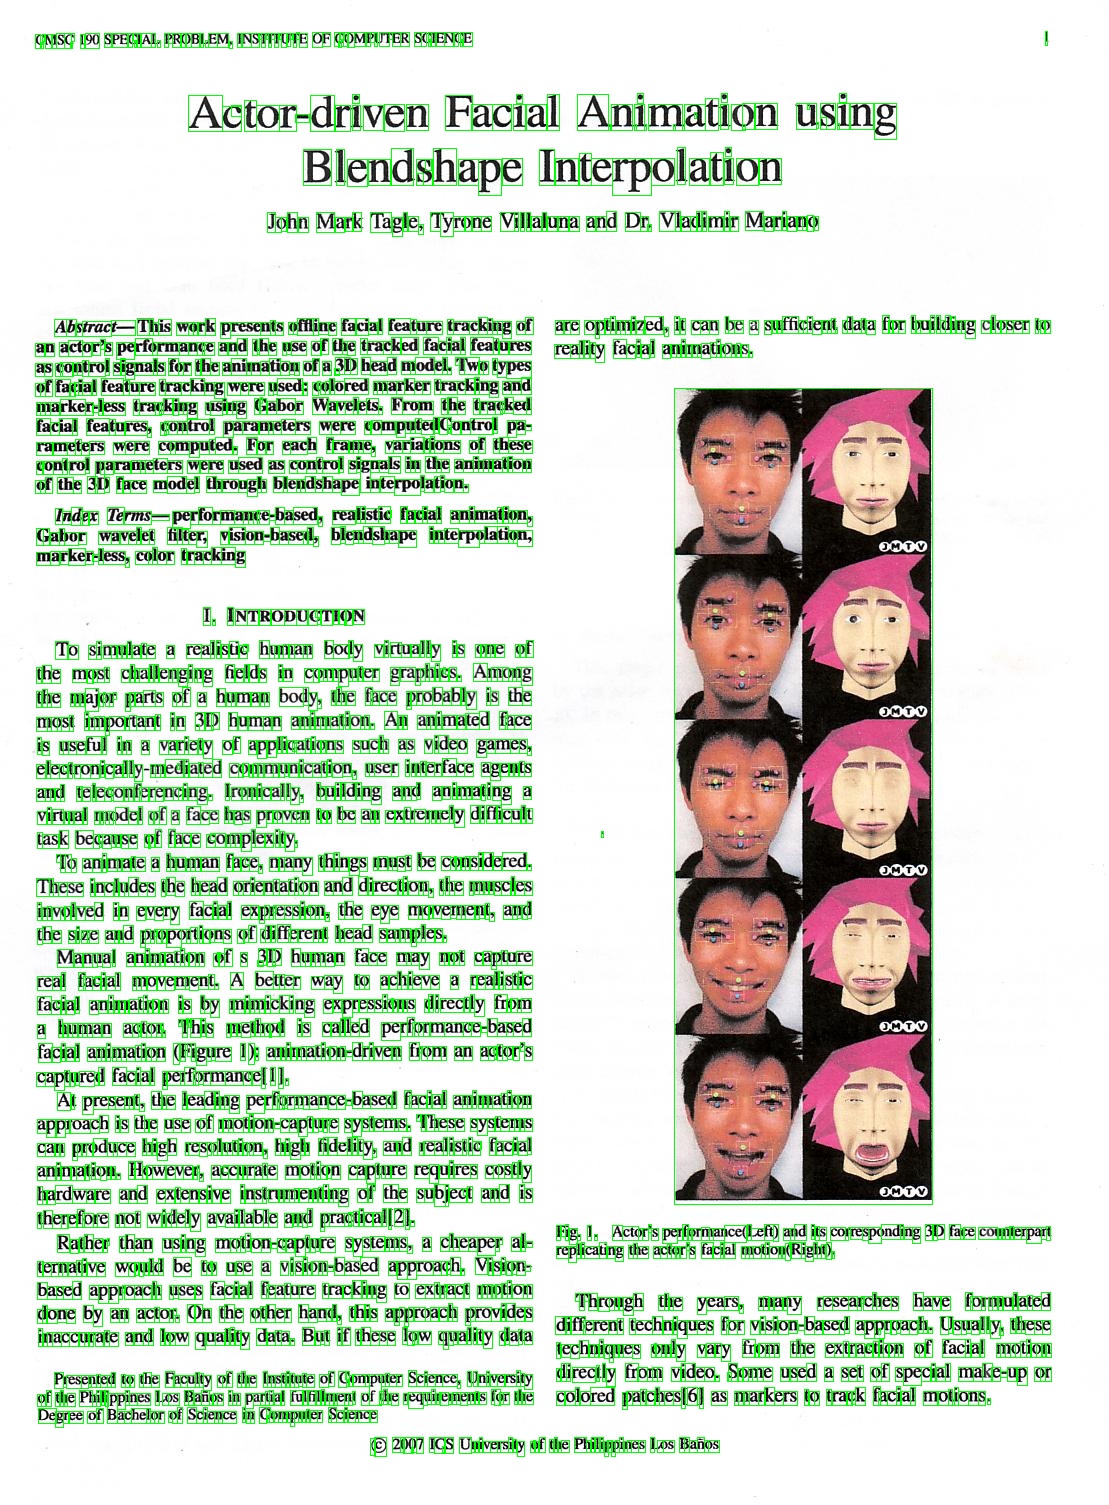 CMSC 190 SPECIAL PROBLEM, INSTITUTE OF COMPUTER SCIENCE
1
Actor-driven Facial Animation using
Blendshape Interpolation
John Mark Tagle, Tyrone Villaluna and Dr. Vladimir Mariano
Abstract— This work presents offline facial feature tracking of
an actor's performance and the use of the tracked facial features
as control signals for the animation of a 3D head model. Two types
of facial feature tracking were used: colored marker tracking and
marker-less tracking using Gabor Wavelets. From the tracked
facial features, control parameters were computedControl pa-
rameters were computed. For each frame, variations of these
control parameters were used as control signals in the animation
of the 3D face model through blendshape interpolation.
Index Terms— performance-based, realistic facial animation,
Gabor wavelet filter, vision-based, blendshape interpolation,
marker-less, color tracking
I. INTRODUCTION
To simulate a realistic human body virtually is one of
the most challenging fields in computer graphics. Among
the major parts of a human body, the face probably is the
most important in 3D human animation. An animated face
is useful in a variety of applications such as video games,
electronically-mediated communication, user interface agents
and teleconferencing. Ironically, building and animating a
virtual model of a face has proven to be an extremely difficult
task because of face complexity.
To animate a human face, many things must be considered.
These includes the head orientation and direction, the muscles
involved in every facial expression, the eye movement, and
the size and proportions of different head samples.
Manual animation of s 3D human face may not capture
real facial movement. A better way to achieve a realistic
facial animation is by mimicking expressions directly from
a human actor. This method is called performance-based
facial animation (Figure 1): animation-driven from an actor's
captured facial performance[1].
At present, the leading performance-based facial animation
approach is the use of motion-capture systems. These systems
can produce high resolution, high fidelity, and realistic facial
animation. However, accurate motion capture requires costly
hardware and extensive instrumenting of the subject and is
therefore not widely available and practical[2].
Rather than using motion-capture systems, a cheaper al-
ternative would be to use a vision-based approach. Vision-
based approach uses facial feature tracking to extract motion
done by an actor. On the other hand, this approach provides
inaccurate and low quality data. But if these low quality data
Presented to the Faculty of the Institute of Computer Science, University
of the Philippines Los Baños in partial fulfillment of the requirements for the
Degree of Bachelor of Science in Computer Science
are optimized, it can be a sufficient data for building closer to
reality facial animations.
JMTV
JMTV
JMTV
JMTV
JMTV
Fig. 1. Actor's performance(Left) and its corresponding 3D face counterpart
replicating the actor's facial motion(Right).
Through the years, many researches have formulated
different techniques for vision-based approach. Usually, these
techniques only vary from the extraction of facial motion
directly from video. Some used a set of special make-up or
colored patches[6] as markers to track facial motions.
© 2007 ICS University of the Philippines Los Baños